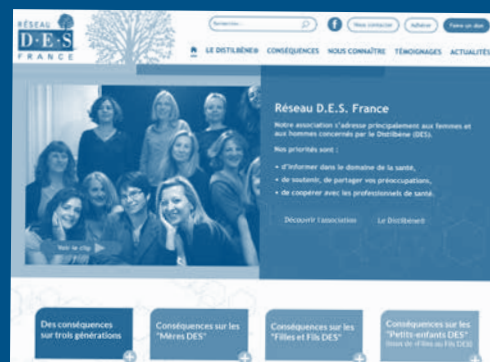 RÉSEAU
D·E·S
FRANCE
Rechercher...
f
Nous contacter
Adhérer
Faire un don
LE DISTILBÈNE® CONSÉQUENCES NOUS CONNAÎTRE TÉMOIGNAGES ACTUALITÉS
Réseau D.E.S. France
Notre association s'adresse principalement aux femmes et
aux hommes concernés par le Distilbène (DES).
Nos priorités sont :
• d'informer dans le domaine de la santé,
• de soutenir, de partager vos préoccupations,
• de coopérer avec les professionnels de santé.
Découvrir l'association Le Distilbène®
Voir le clip
Des conséquences
sur trois générations
Conséquences sur les
"Mères DES"
Conséquences sur les
"Filles et Fils DES"
Conséquences sur les
"Petits-enfants DES"